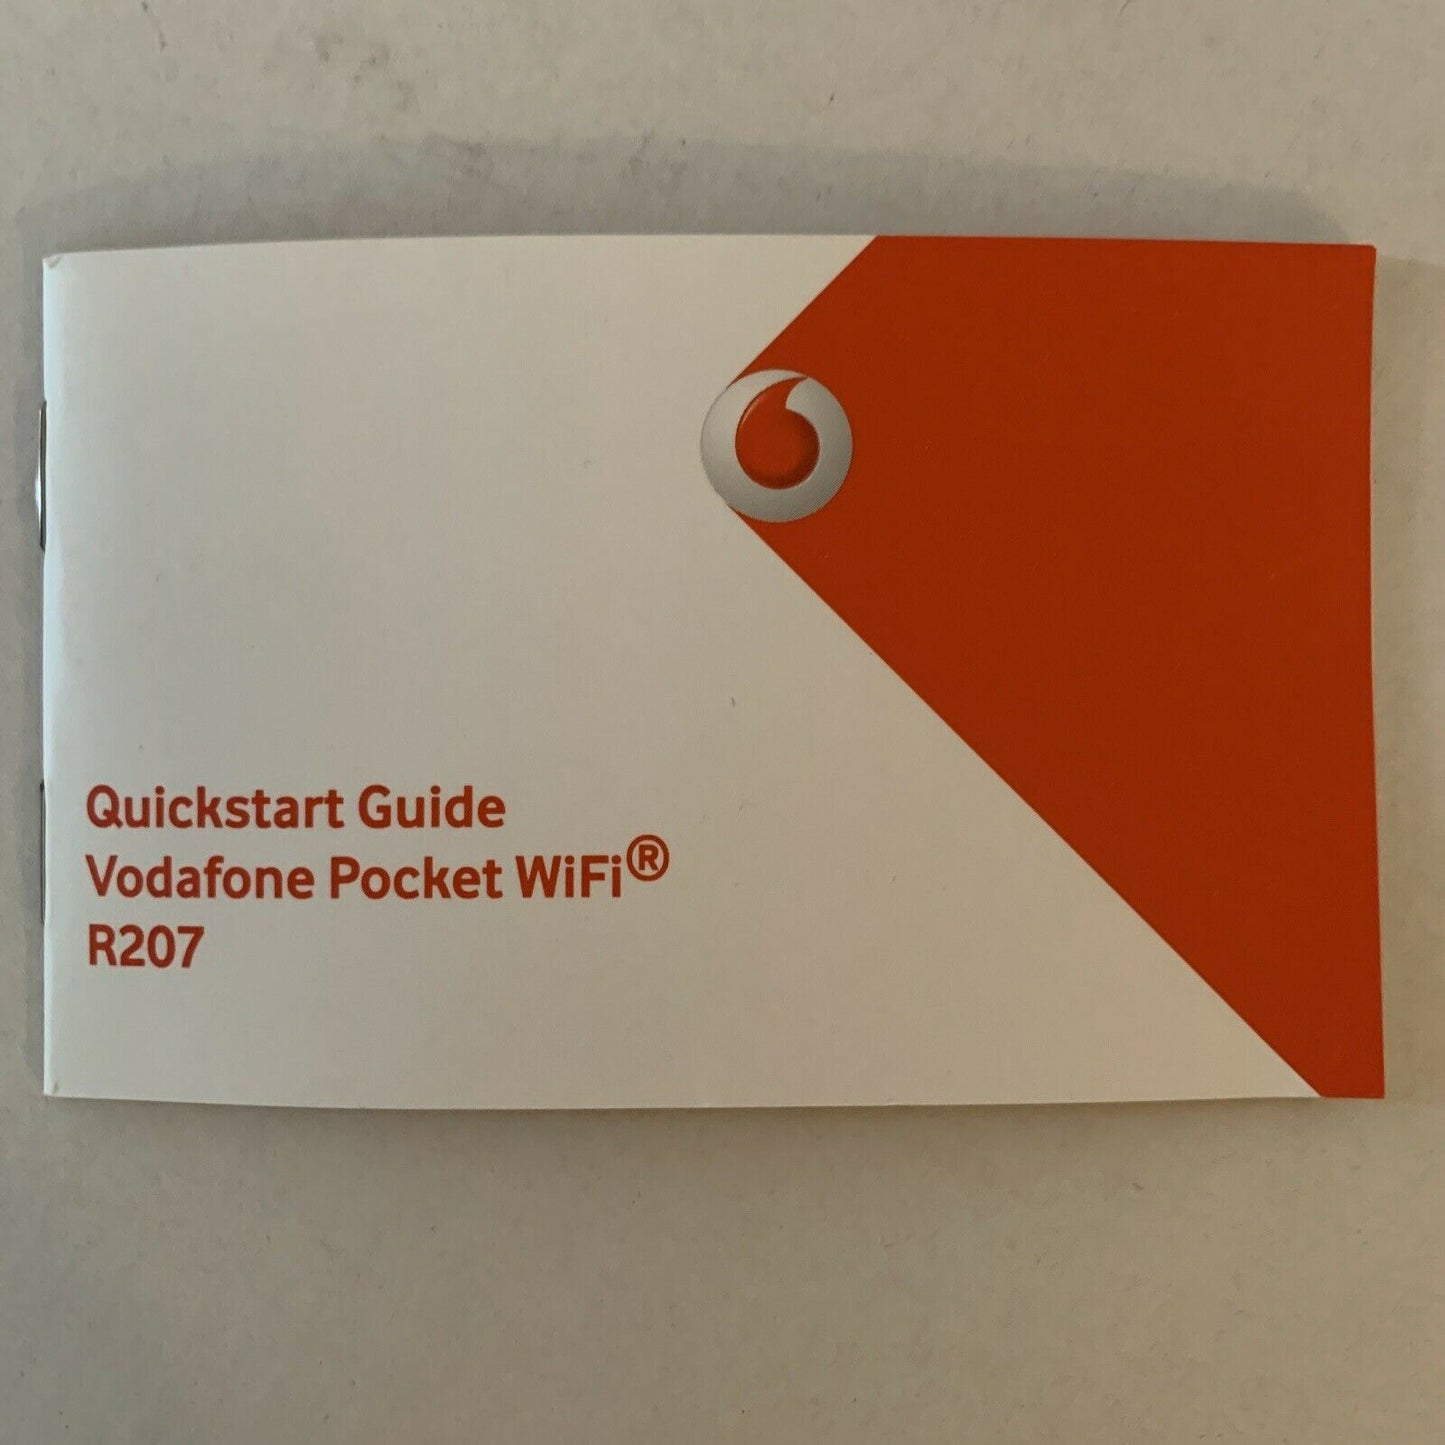 Quickstart Guide
Vodafone Pocket WiFi®
R207